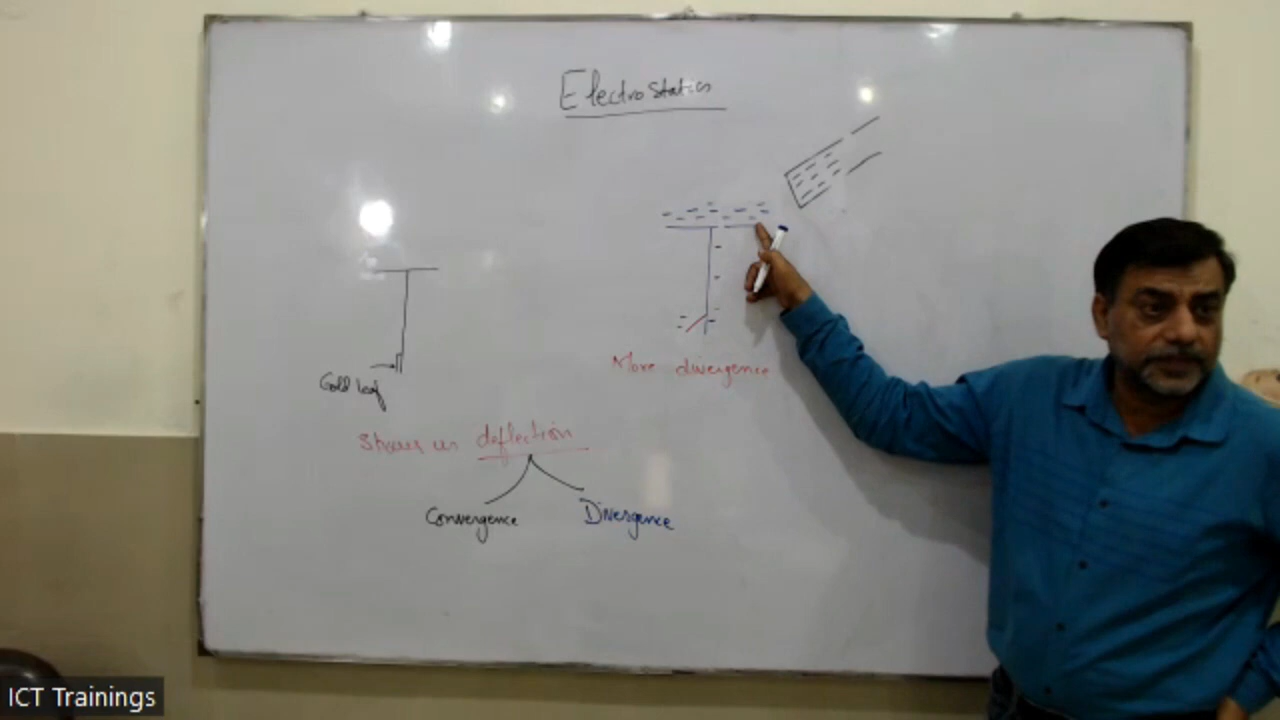 Electrostatics
Gold leaf
More divergence
Shows us deflection
Convergence
Divergence
ICT Trainings